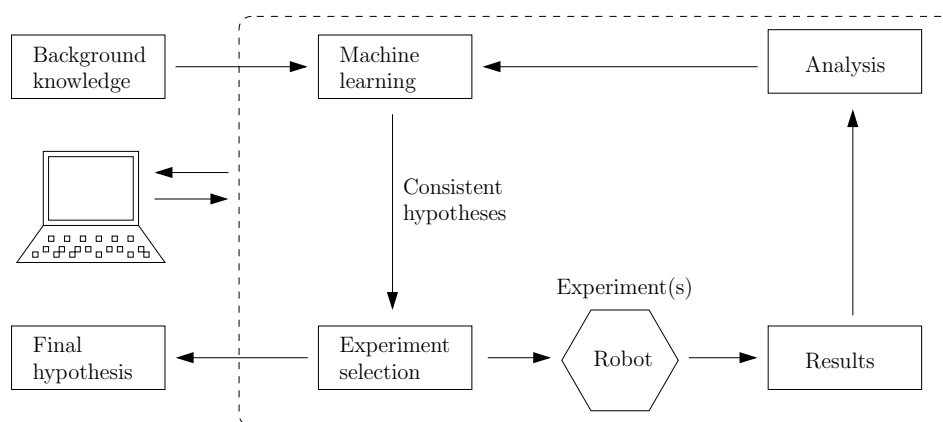 Background
knowledge
Machine
learning
Analysis
Consistent
hypotheses
Experiment(s)
Final
hypothesis
Experiment
selection
Robot
Results